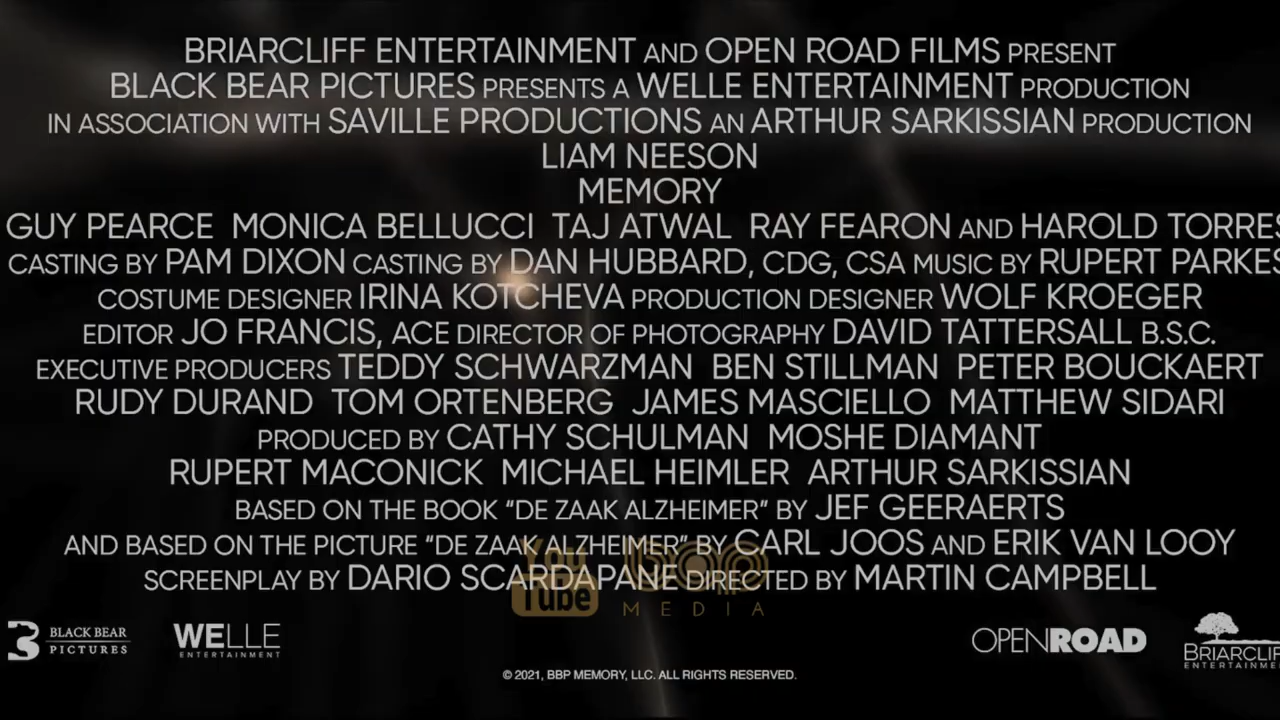 BRIARCLIFF ENTERTAINMENT AND OPEN ROAD FILMS PRESENT
BLACK BEAR PICTURES PRESENTS A WELLE ENTERTAINMENT PRODUCTION
IN ASSOCIATION WITH SAVILLE PRODUCTIONS AN ARTHUR SARKISSIAN PRODUCTION
LIAM NEESON
MEMORY
GUY PEARCE MONICA BELLUCCI TAJ ATWAL RAY FEARON AND HAROLD TORRES
CASTING BY PAM DIXON CASTING BY DAN HUBBARD, CDG, CSA MUSIC BY RUPERT PARKES
COSTUME DESIGNER IRINA KOTCHEVA PRODUCTION DESIGNER WOLF KROEGER
EDITOR JO FRANCIS, ACE DIRECTOR OF PHOTOGRAPHY DAVID TATTERSALL B.S.C.
EXECUTIVE PRODUCERS TEDDY SCHWARZMAN BEN STILLMAN PETER BOUCKAERT
RUDY DURAND TOM ORTENBERG JAMES MASCIELLO MATTHEW SIDARI
PRODUCED BY CATHY SCHULMAN MOSHE DIAMANT
RUPERT MACONICK MICHAEL HEIMLER ARTHUR SARKISSIAN
BASED ON THE BOOK “DE ZAAK ALZHEIMER” BY JEF GEERAERTS
AND BASED ON THE PICTURE “DE ZAAK ALZHEIMER” BY CARL JOOS AND ERIK VAN LOOY
SCREENPLAY BY DARIO SCARDAPANE DIRECTED BY MARTIN CAMPBELL
You Tube
MEDIA
BLACK BEAR PICTURES
WELLE ENTERTAINMENT
OPEN ROAD
BRIARCLIFF ENTERTAINMENT
© 2021, BBP MEMORY, LLC. ALL RIGHTS RESERVED.